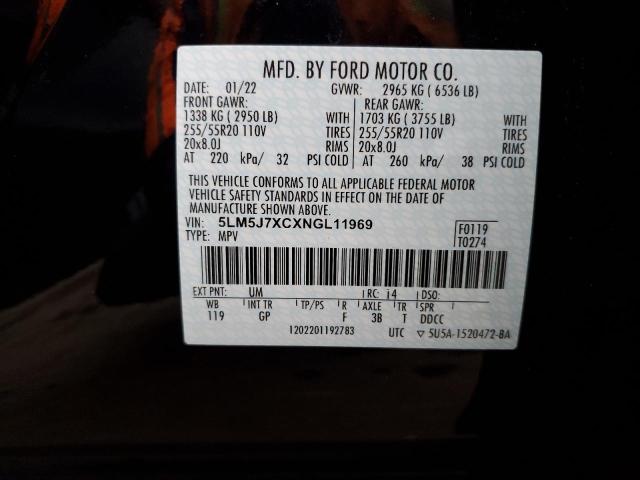 MFD. BY FORD MOTOR CO.
DATE: 01/22 GVWR: 2965 KG ( 6536 LB)
FRONT GAWR: REAR GAWR:
1338 KG ( 2950 LB) WITH 1703 KG ( 3755 LB) WITH
255/55R20 110V TIRES 255/55R20 110V TIRES
20x8.0J RIMS 20x8.0J RIMS
AT 220 kPa/ 32 PSI COLD AT 260 kPa/ 38 PSI COLD
THIS VEHICLE CONFORMS TO ALL APPLICABLE FEDERAL MOTOR
VEHICLE SAFETY STANDARDS IN EFFECT ON THE DATE OF
MANUFACTURE SHOWN ABOVE.
VIN: 5LM5J7XCXNGL11969 F0119
TYPE: MPV T0274
EXT PNT: UM RC: i4 DSO:
WB INT TR TP/PS R AXLE TR SPR
119 GP F 3B T DDCC
1202201192783 UTC ▽ 5U5A-1520472-BA